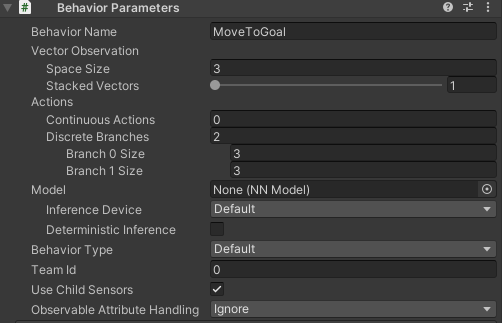 Behavior Parameters
Behavior Name MoveToGoal
Vector Observation
Space Size 3
Stacked Vectors 1
Actions
Continuous Actions 0
Discrete Branches 2
Branch 0 Size 3
Branch 1 Size 3
Model None (NN Model)
Inference Device Default
Deterministic Inference
Behavior Type Default
Team Id 0
Use Child Sensors
Observable Attribute Handling Ignore